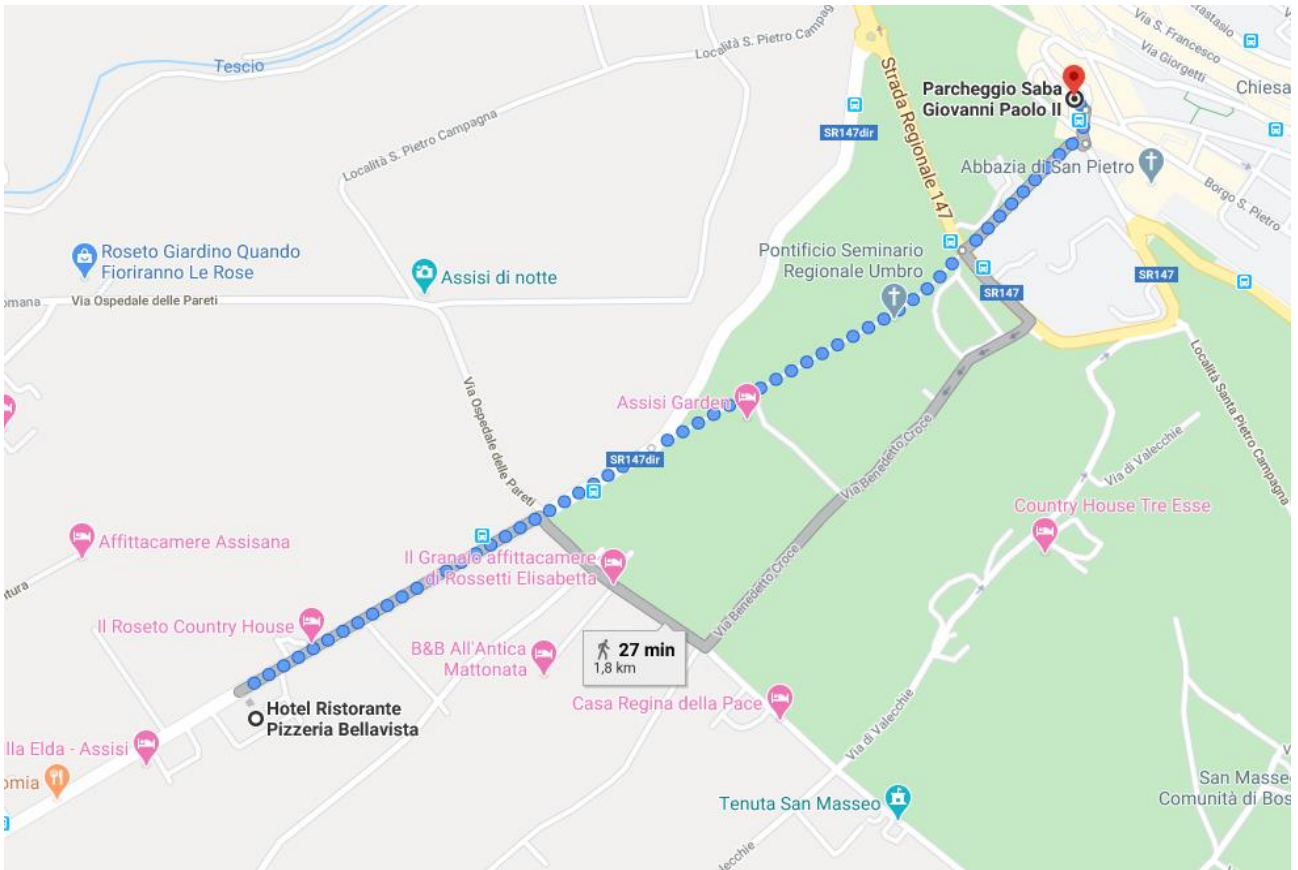 Tescio
Località S. Pietro Campagna
Località S. Pietro Campagna
SR147dir
Strada Regionale 147
Via S. Francesco
Via Giorgetti
Chiesa
Parcheggio Saba
Giovanni Paolo II
Abbazia di San Pietro
Borgo S. Pietro
Roseto Giardino Quando
Fioriranno Le Rose
Assisi di notte
Pontificio Seminario
Regionale Umbro
SR147
SR147
Via Ospedale delle Pareti
Via Ospedale delle Pareti
Località Santa Pietro Campagna
Assisi Garden
SR147dir
Via Benedetto Croce
Via di Valecchie
Country House Tre Esse
Affittacamere Assisana
Il Granaio affittacamere
di Rossetti Elisabetta
Via Benedetto Croce
Il Roseto Country House
B&B All'Antica
Mattonata
27 min
1,8 km
Casa Regina della Pace
Via di Valecchie
Hotel Ristorante
Pizzeria Bellavista
lla Elda - Assisi
omia
Tenuta San Masseo
San Masseo
Comunità di Bos